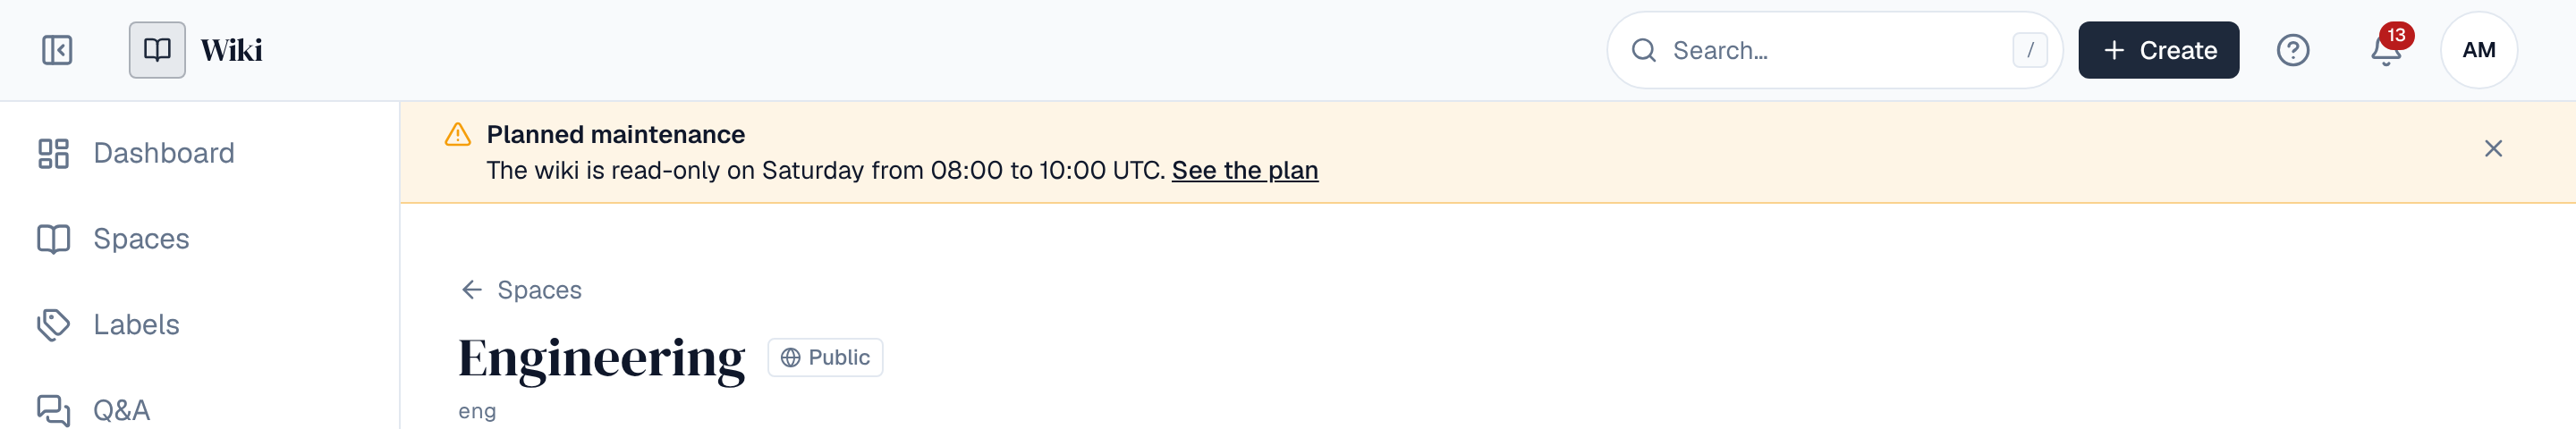 Wiki
Search...
/
+ Create
13
AM
Dashboard
Spaces
Labels
Q&A
Planned maintenance
The wiki is read-only on Saturday from 08:00 to 10:00 UTC. See the plan
Spaces
Engineering
Public
eng